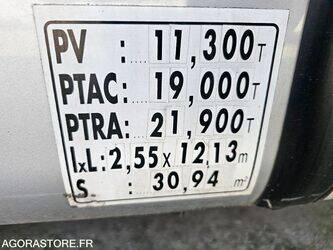 PV : 11,300T
PTAC: 19,000T
PTRA: 21,900T
lxL: 2,55 x 12,13m
S. : 30,94 m²
AGORASTORE.FR